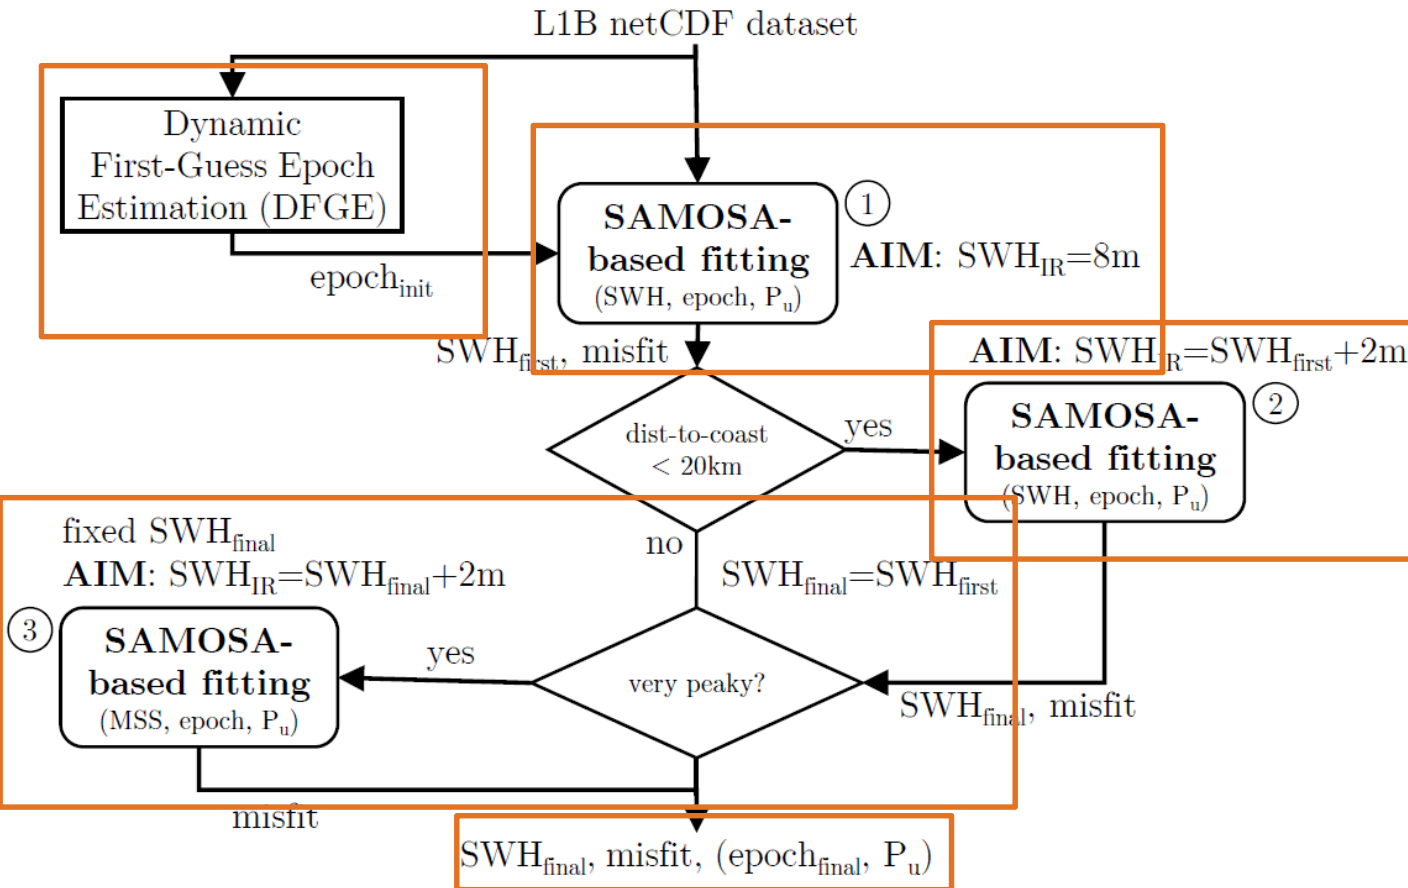 L1B netCDF dataset
Dynamic
First-Guess Epoch
Estimation (DFGE)
epoch_init
SAMOSA-
based fitting
(SWH, epoch, P_u)
1
AIM: SWH_IR=8m
SWH_first, misfit
dist-to-coast
< 20km
yes
AIM: SWH_IR=SWH_first+2m
SAMOSA-
based fitting
(SWH, epoch, P_u)
2
no
SWH_final=SWH_first
fixed SWH_final
AIM: SWH_IR=SWH_final+2m
3
SAMOSA-
based fitting
(MSS, epoch, P_u)
yes
very peaky?
SWH_final, misfit
misfit
SWH_final, misfit, (epoch_final, P_u)